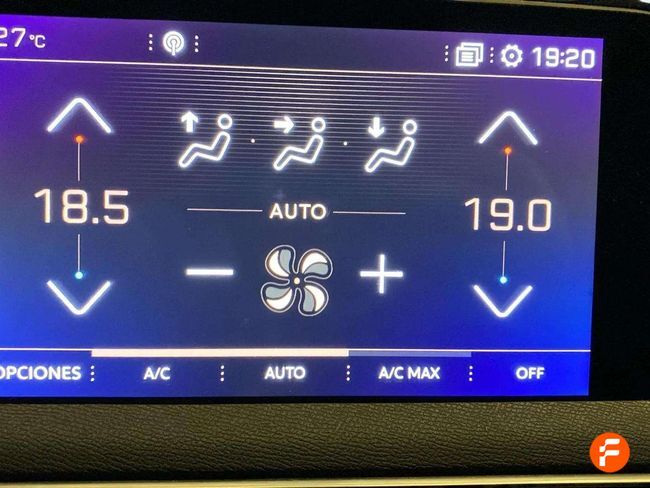 27°C
19:20
18.5
AUTO
19.0
OPCIONES
A/C
AUTO
A/C MAX
OFF